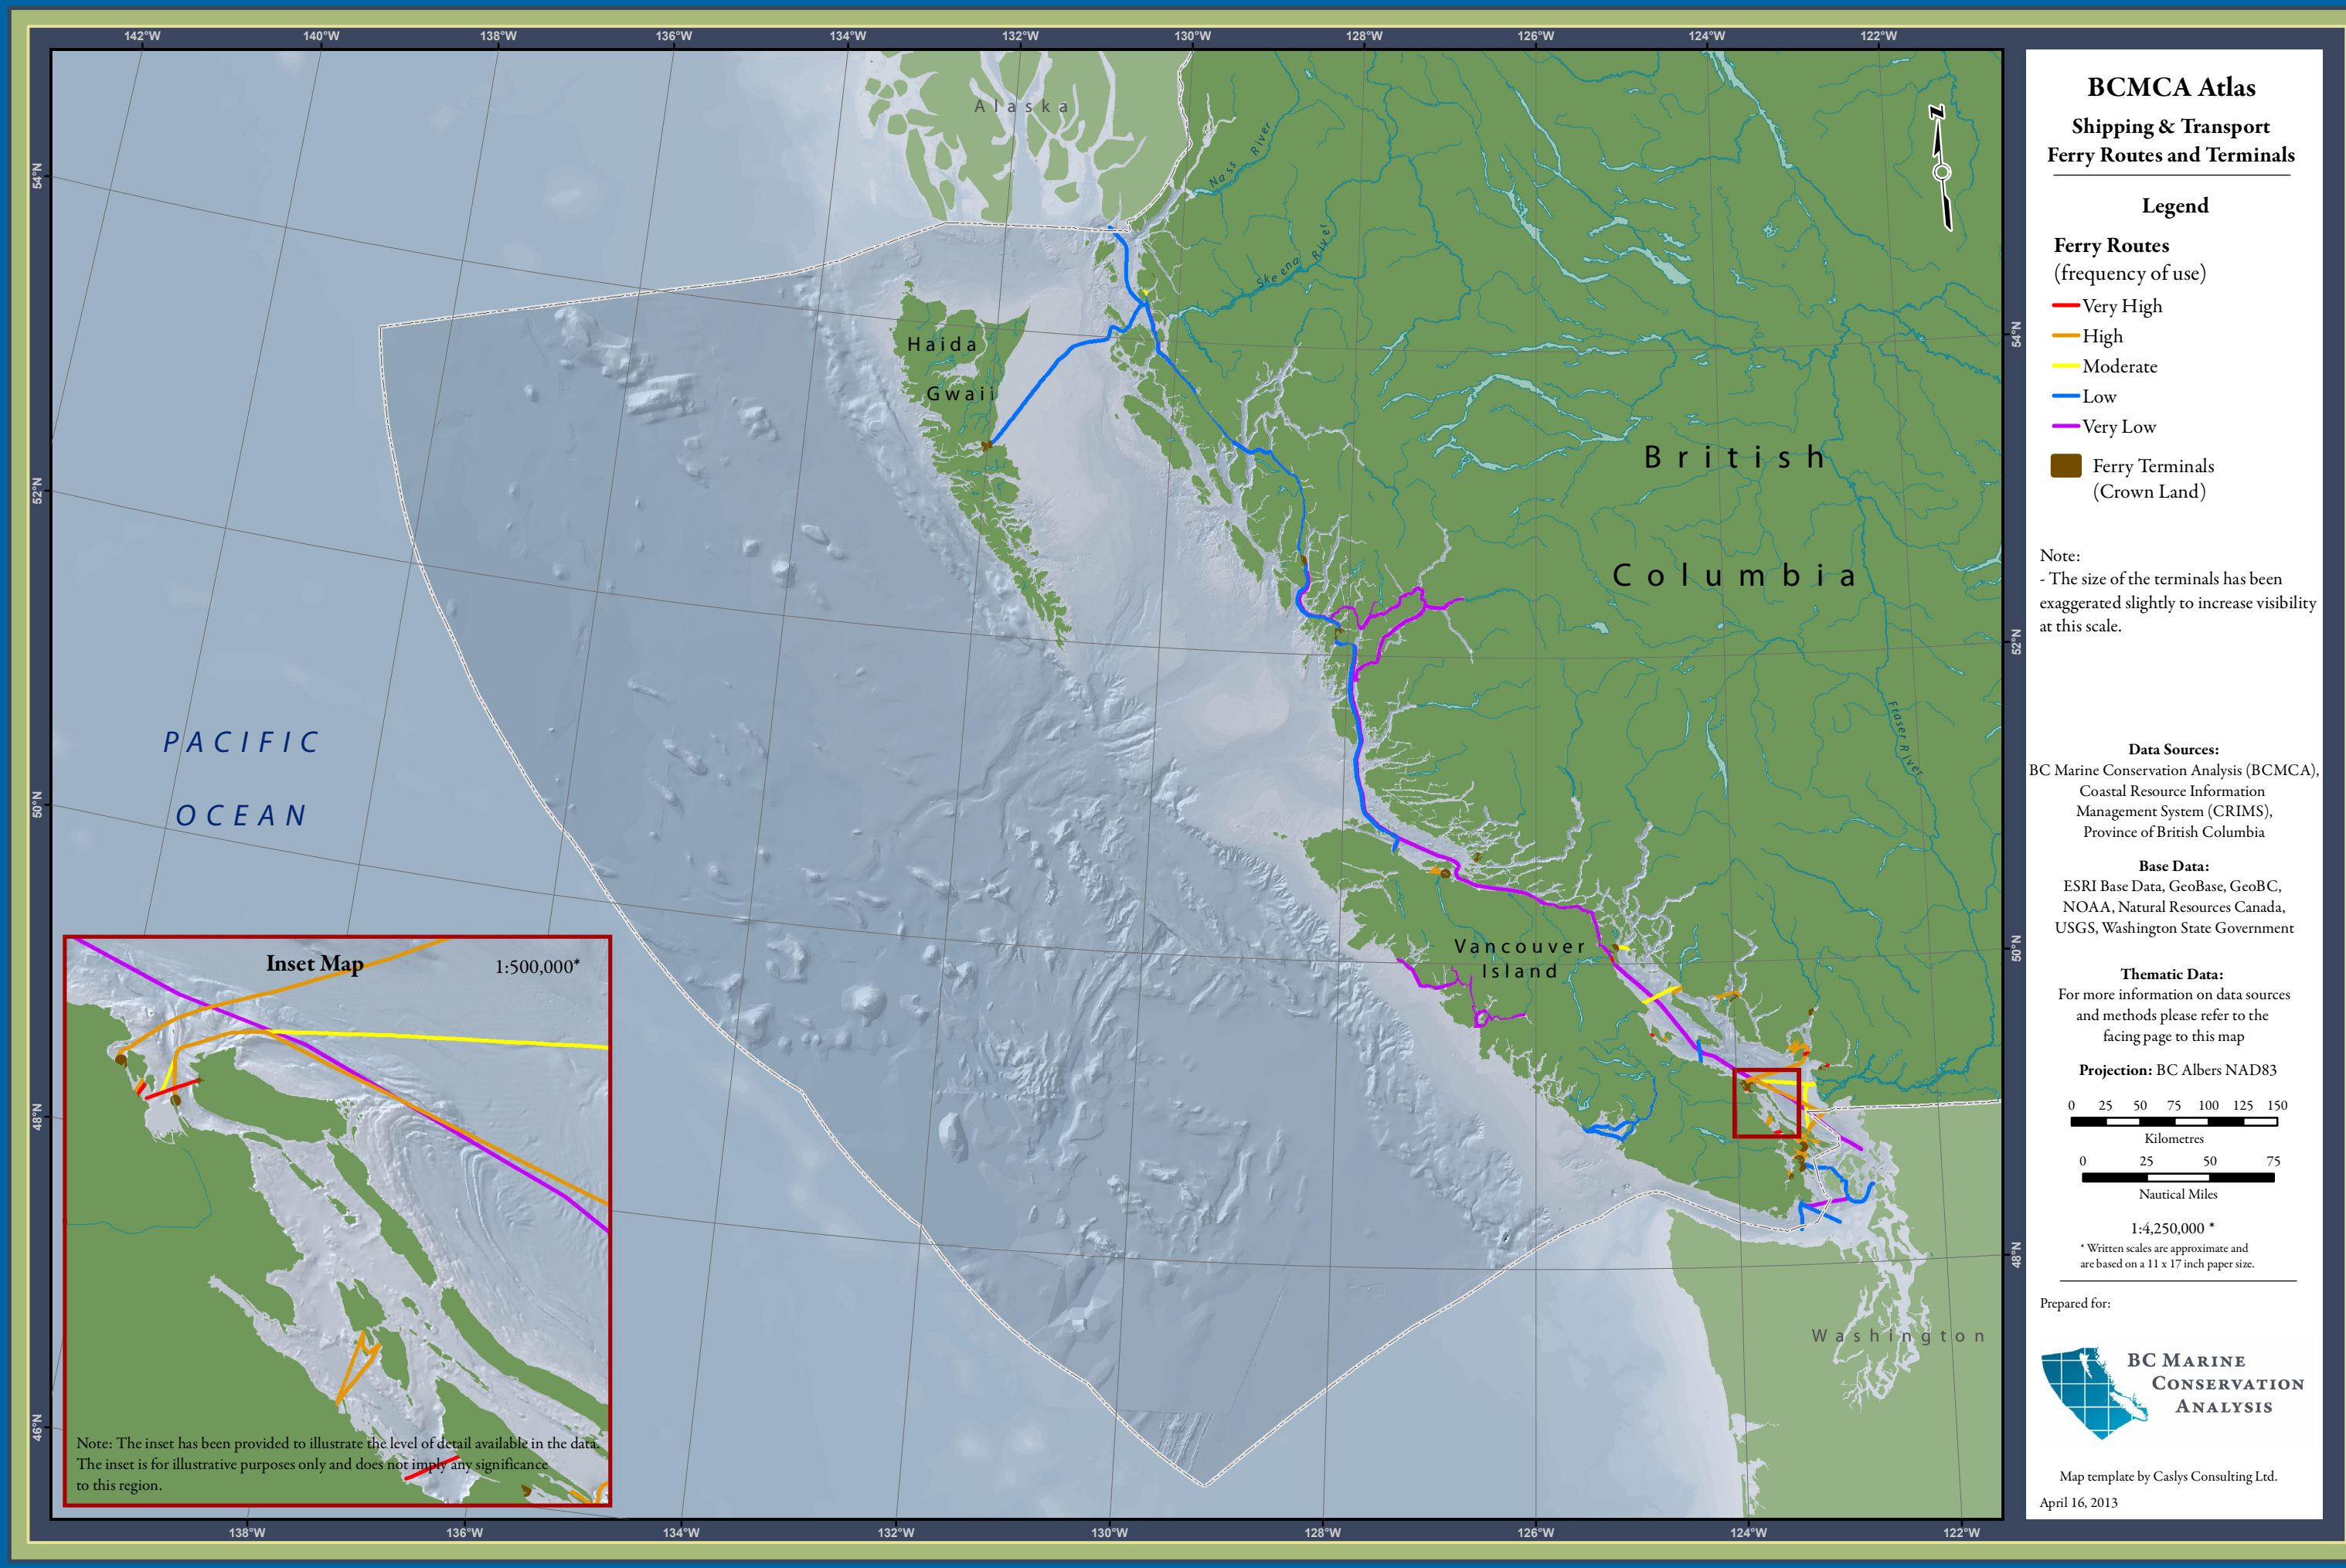 142°W 140°W 138°W 136°W 134°W 132°W 130°W 128°W 126°W 124°W 122°W
54°N
52°N
50°N
48°N
46°N
54°N
52°N
50°N
48°N
138°W 136°W 134°W 132°W 130°W 128°W 126°W 124°W 122°W
Alaska
Nass River
Skeena River
Haida
Gwaii
British
Columbia
Fraser River
PACIFIC
OCEAN
Vancouver
Island
Washington
Inset Map 1:500,000*
Note: The inset has been provided to illustrate the level of detail available in the data.
The inset is for illustrative purposes only and does not imply any significance
to this region.
BCMCA Atlas
Shipping & Transport
Ferry Routes and Terminals
Legend
Ferry Routes
(frequency of use)
Very High
High
Moderate
Low
Very Low
Ferry Terminals
(Crown Land)
Note:
- The size of the terminals has been
exaggerated slightly to increase visibility
at this scale.
Data Sources:
BC Marine Conservation Analysis (BCMCA),
Coastal Resource Information
Management System (CRIMS),
Province of British Columbia
Base Data:
ESRI Base Data, GeoBase, GeoBC,
NOAA, Natural Resources Canada,
USGS, Washington State Government
Thematic Data:
For more information on data sources
and methods please refer to the
facing page to this map
Projection: BC Albers NAD83
0 25 50 75 100 125 150
Kilometres
0 25 50 75
Nautical Miles
1:4,250,000 *
* Written scales are approximate and
are based on a 11 x 17 inch paper size.
Prepared for:
BC MARINE
CONSERVATION
ANALYSIS
Map template by Caslys Consulting Ltd.
April 16, 2013
N